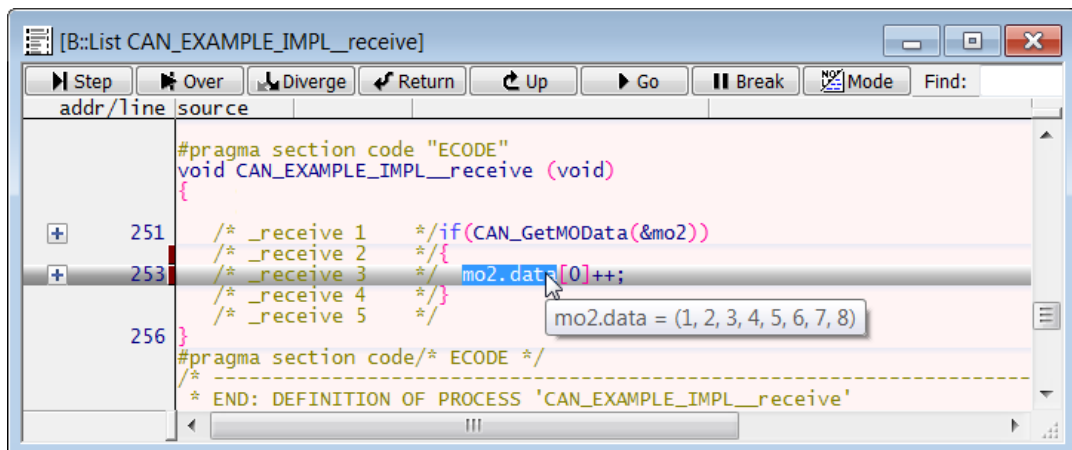 [B::List CAN_EXAMPLE_IMPL__receive]
Step Over Diverge Return Up Go Break Mode Find:
addr/line source
#pragma section code "ECODE"
void CAN_EXAMPLE_IMPL__receive (void)
{
251 /* _receive 1 */if(CAN_GetMOData(&mo2))
/* _receive 2 */{
253 /* _receive 3 */ mo2.data[0]++;
/* _receive 4 */}
/* _receive 5 */
mo2.data = (1, 2, 3, 4, 5, 6, 7, 8)
256 }
#pragma section code/* ECODE */
/* ----------------------------------------------------------------------
* END: DEFINITION OF PROCESS 'CAN_EXAMPLE_IMPL__receive'